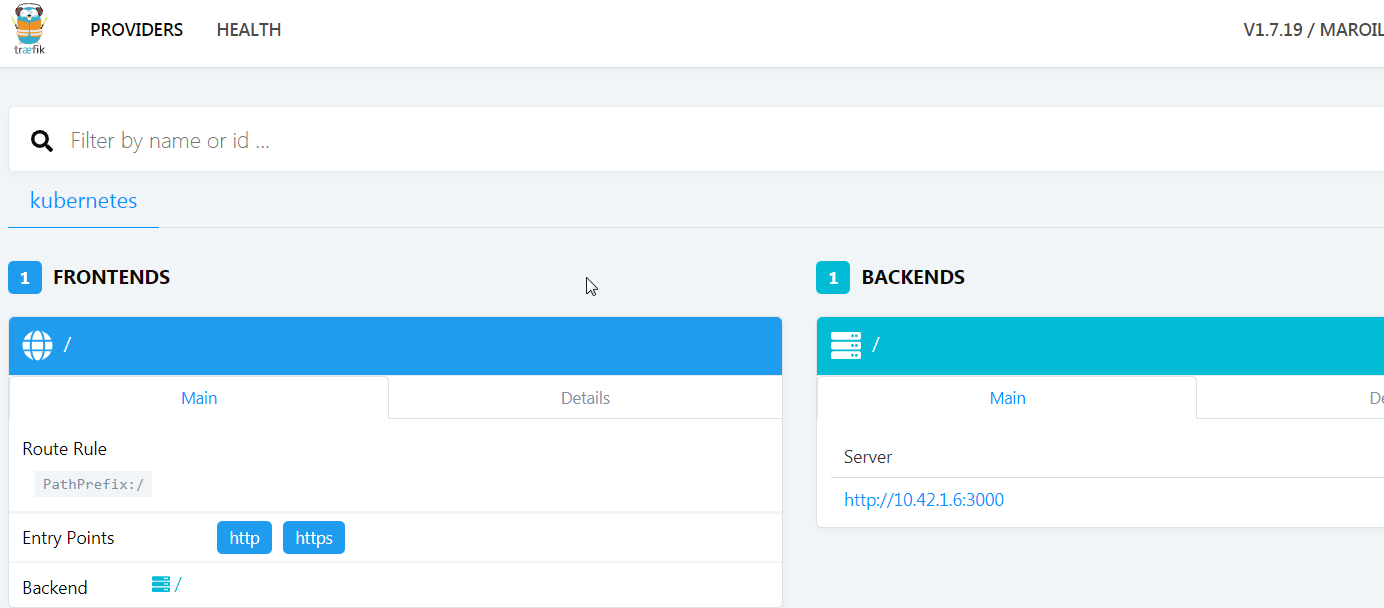 træfik
PROVIDERS
HEALTH
V1.7.19 / MAROIL
Filter by name or id ...
kubernetes
1 FRONTENDS
/
Main
Details
Route Rule
PathPrefix:/
Entry Points http https
Backend /
1 BACKENDS
/
Main
De
Server
http://10.42.1.6:3000